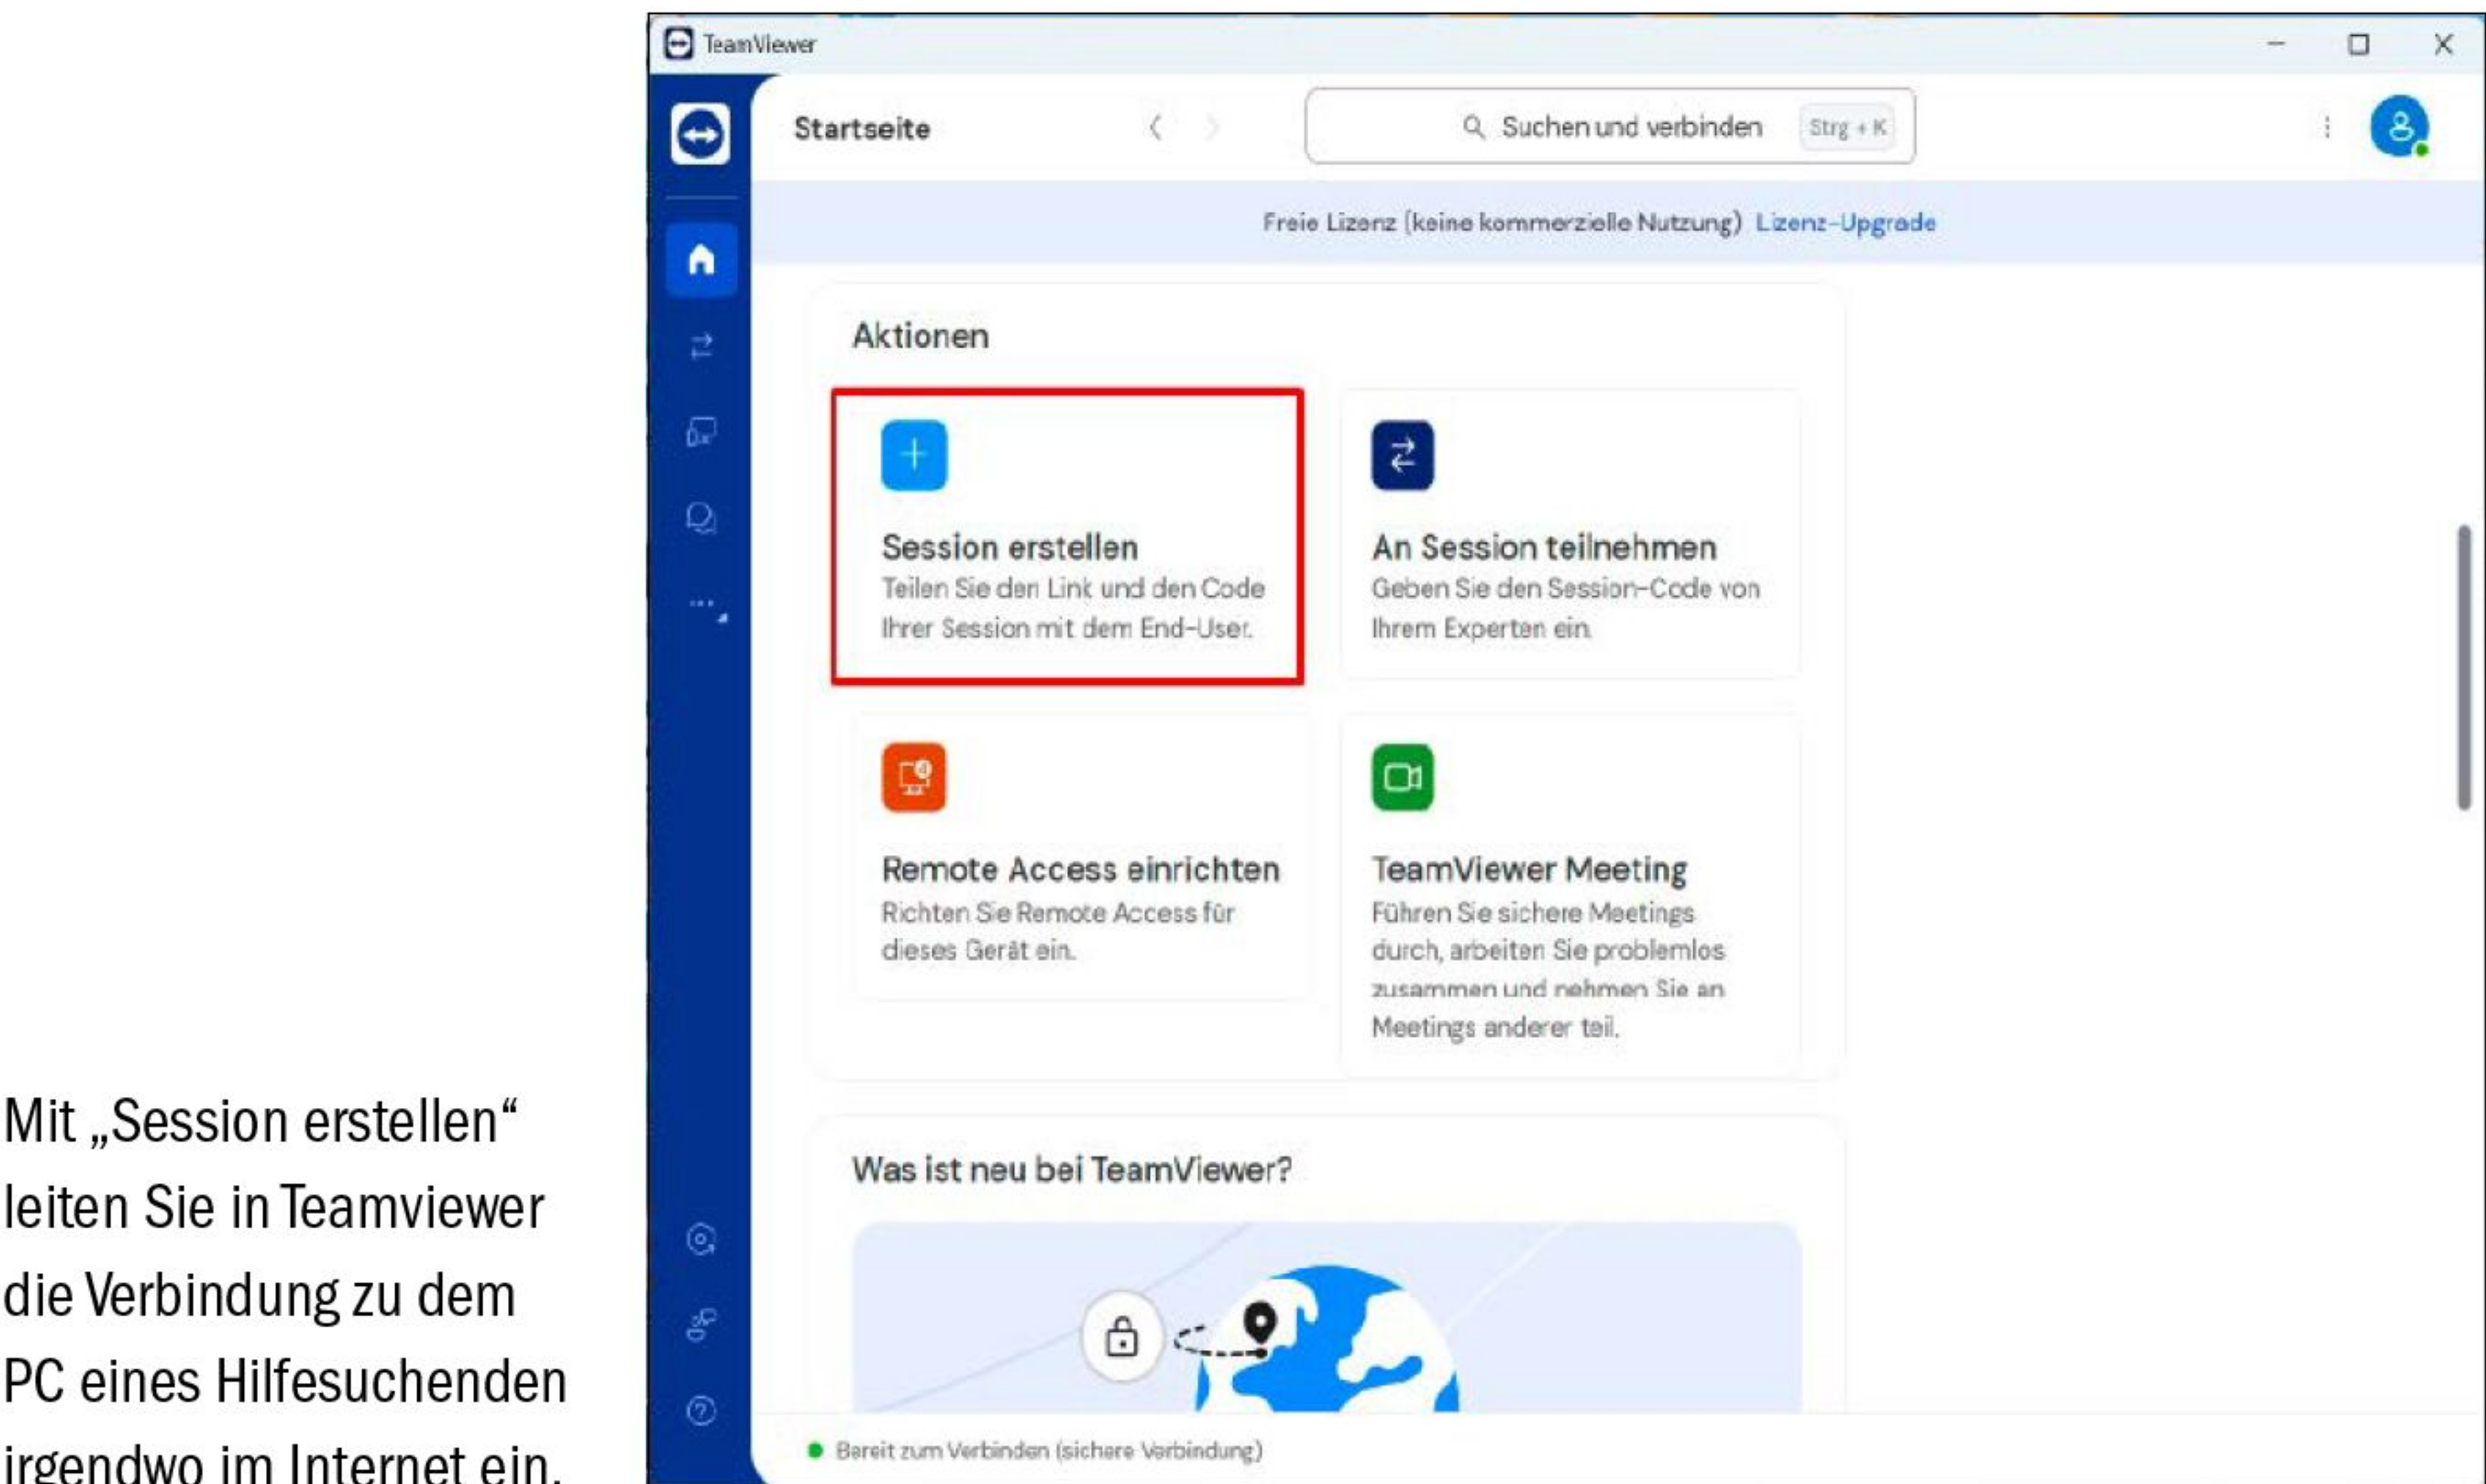 TeamViewer
Startseite
Suchen und verbinden Strg + K
Freie Lizenz (keine kommerzielle Nutzung) Lizenz-Upgrade
Aktionen
Session erstellen
Teilen Sie den Link und den Code
Ihrer Session mit dem End-User.
An Session teilnehmen
Geben Sie den Session-Code von
Ihrem Experten ein.
Remote Access einrichten
Richten Sie Remote Access für
dieses Gerät ein.
TeamViewer Meeting
Führen Sie sichere Meetings
durch, arbeiten Sie problemlos
zusammen und nehmen Sie an
Meetings anderer teil.
Was ist neu bei TeamViewer?
Bereit zum Verbinden (sichere Verbindung)
Mit „Session erstellen“
leiten Sie in Teamviewer
die Verbindung zu dem
PC eines Hilfesuchenden
irgendwo im Internet ein.